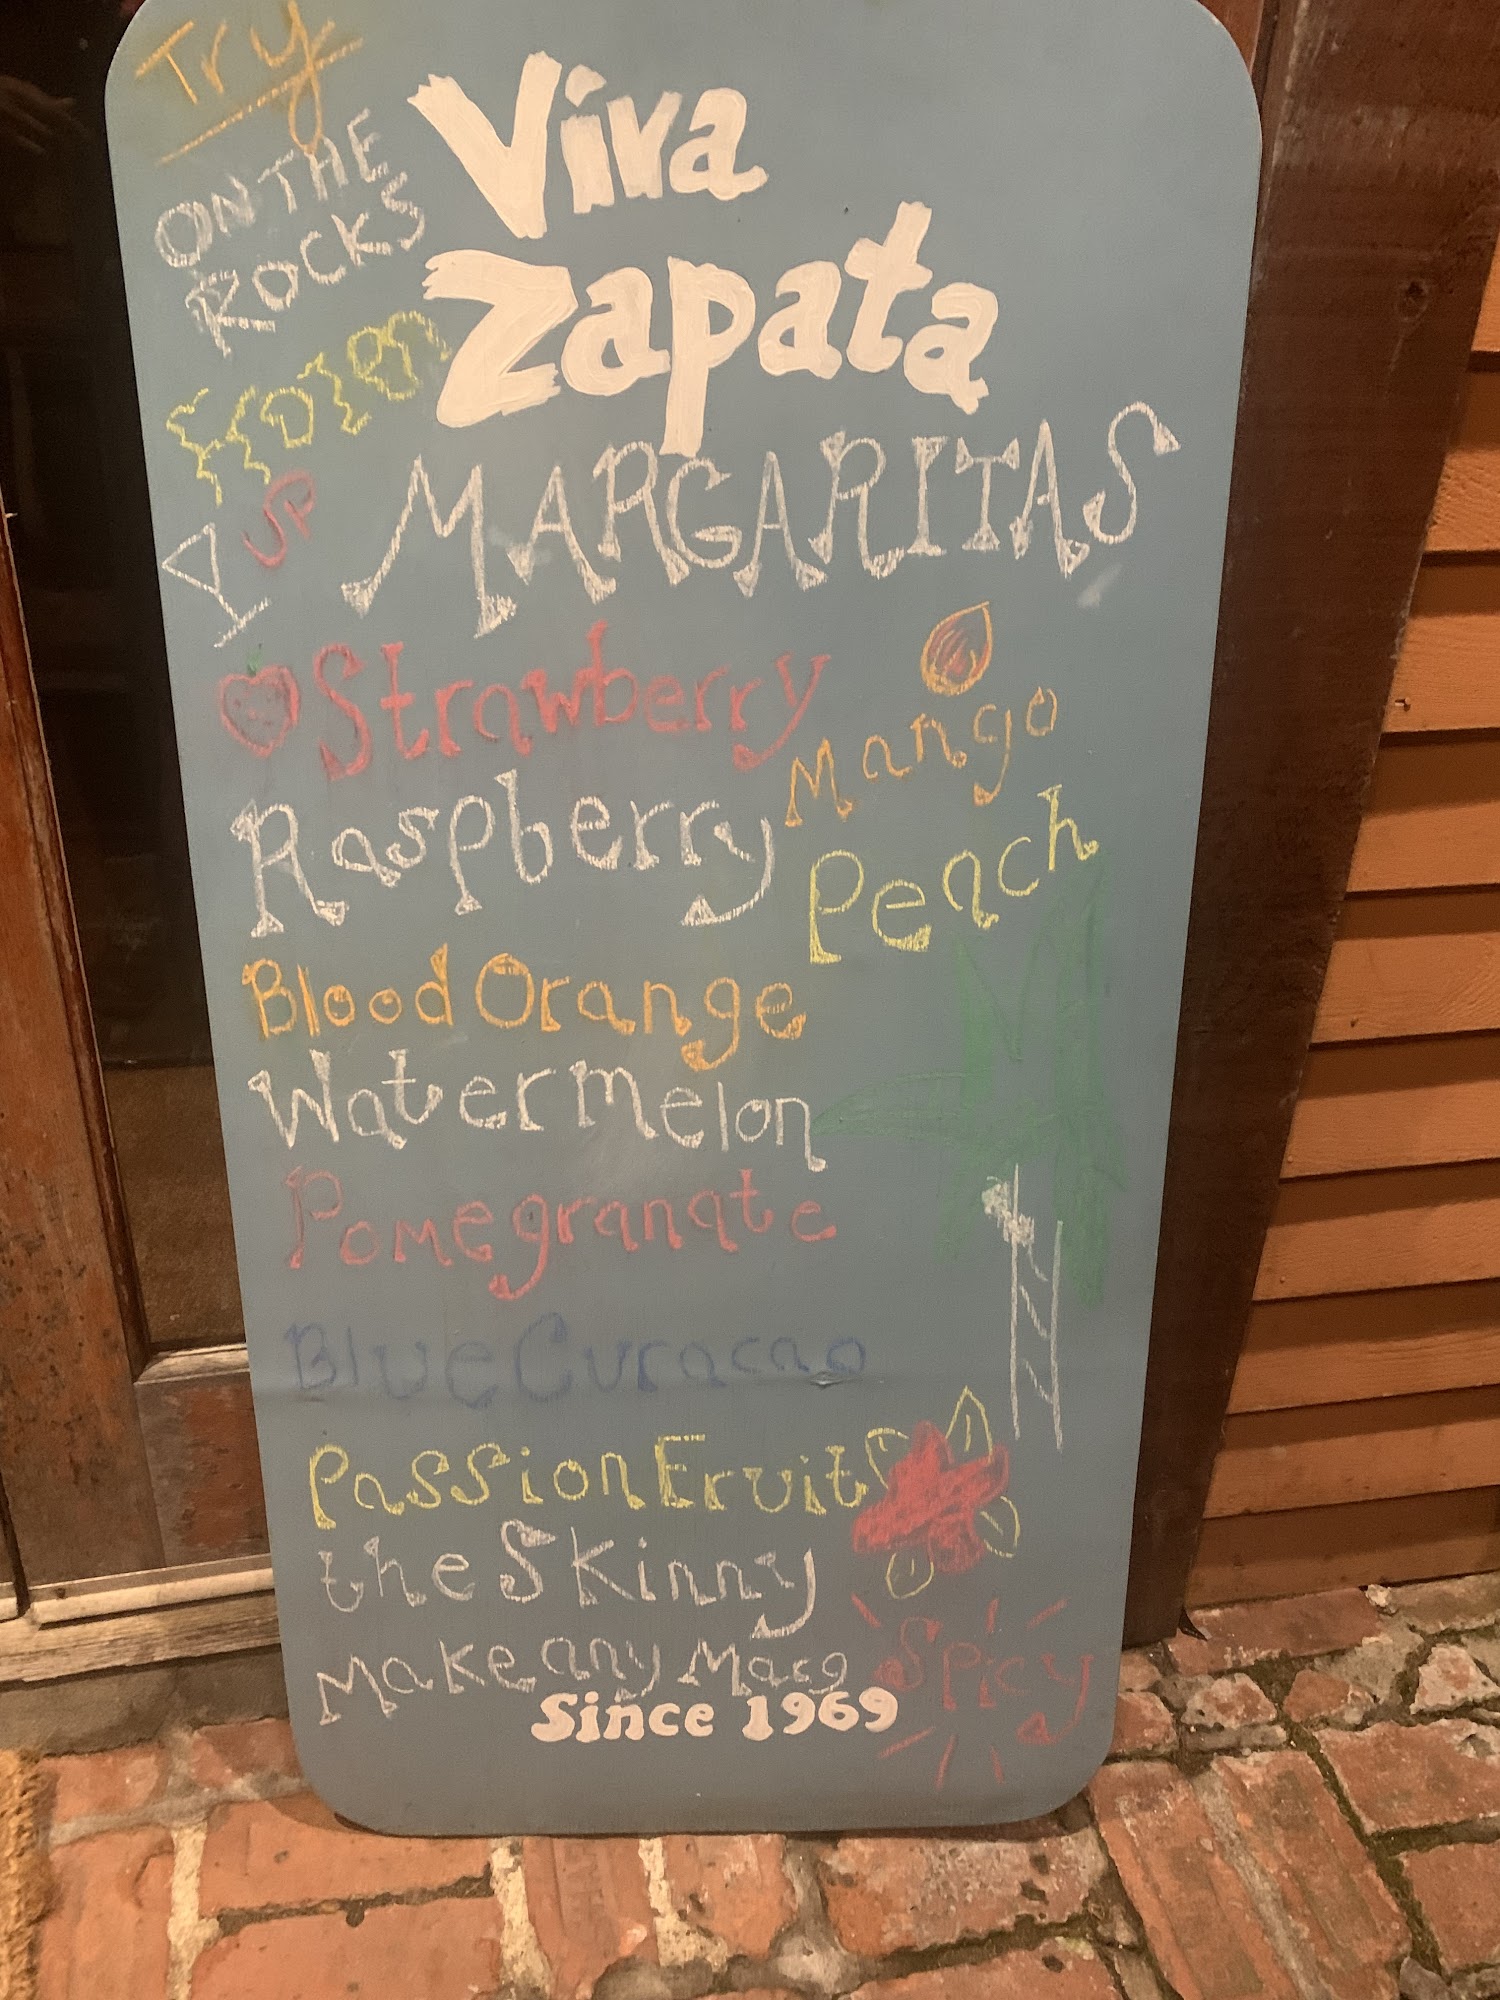 Try
ON THE
ROCKS
frozen
UP
Viva
Zapata
MARGARITAS
Strawberry
Mango
Raspberry
Peach
Blood Orange
Watermelon
Pomegranate
Blue Curacao
Passion Fruit
the Skinny
Make any Marg
Spicy
Since 1969